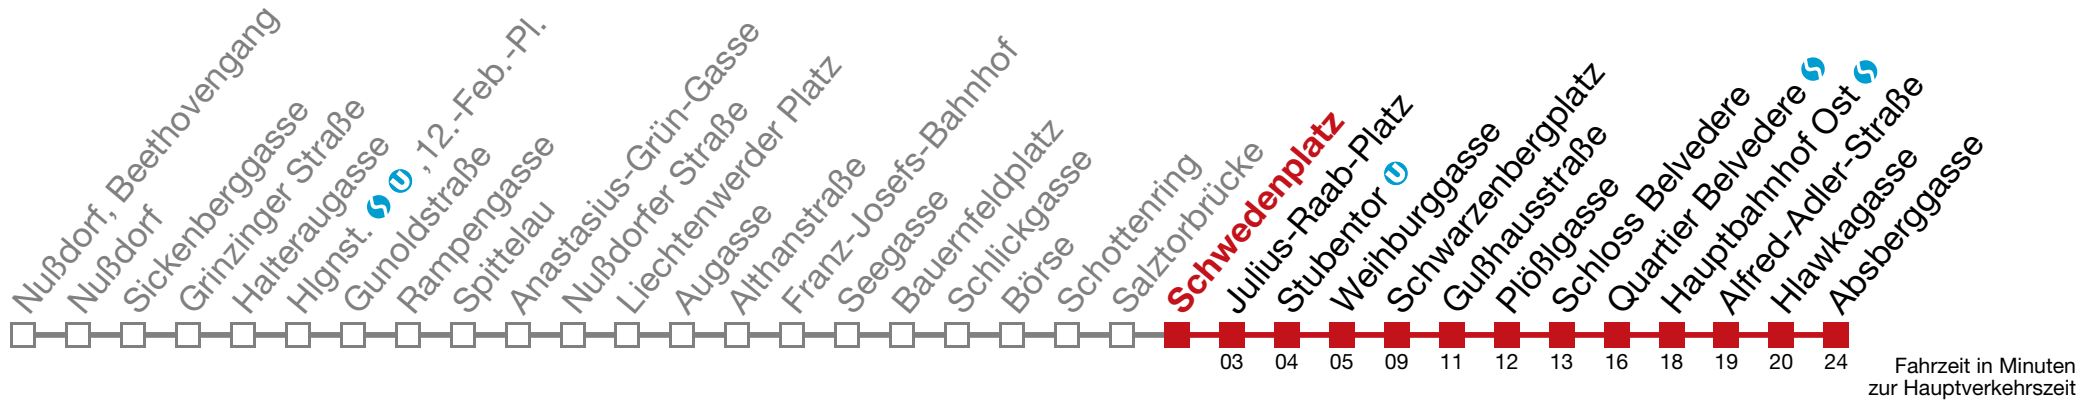 Nußdorf, Beethovengang
Nußdorf
Sickenberggasse
Grinzinger Straße
Halteraugasse
Hlgnst. S U ,12.-Feb.-Pl.
Gunoldstraße
Rampengasse
Spittelau
Anastasius-Grün-Gasse
Nußdorfer Straße
Liechtenwerder Platz
Augasse
Althanstraße
Franz-Josefs-Bahnhof
Seegasse
Bauernfeldplatz
Schlickgasse
Börse
Schottenring
Salztorbrücke
Schwedenplatz
Julius-Raab-Platz
Stubentor U
Weihburggasse
Schwarzenbergplatz
Gußhausstraße
Plößlgasse
Schloss Belvedere
Quartier Belvedere S
Hauptbahnhof Ost S
Alfred-Adler-Straße
Hlawkagasse
Absberggasse
03 04 05 09 11 12 13 16 18 19 20 24
Fahrzeit in Minuten
zur Hauptverkehrszeit